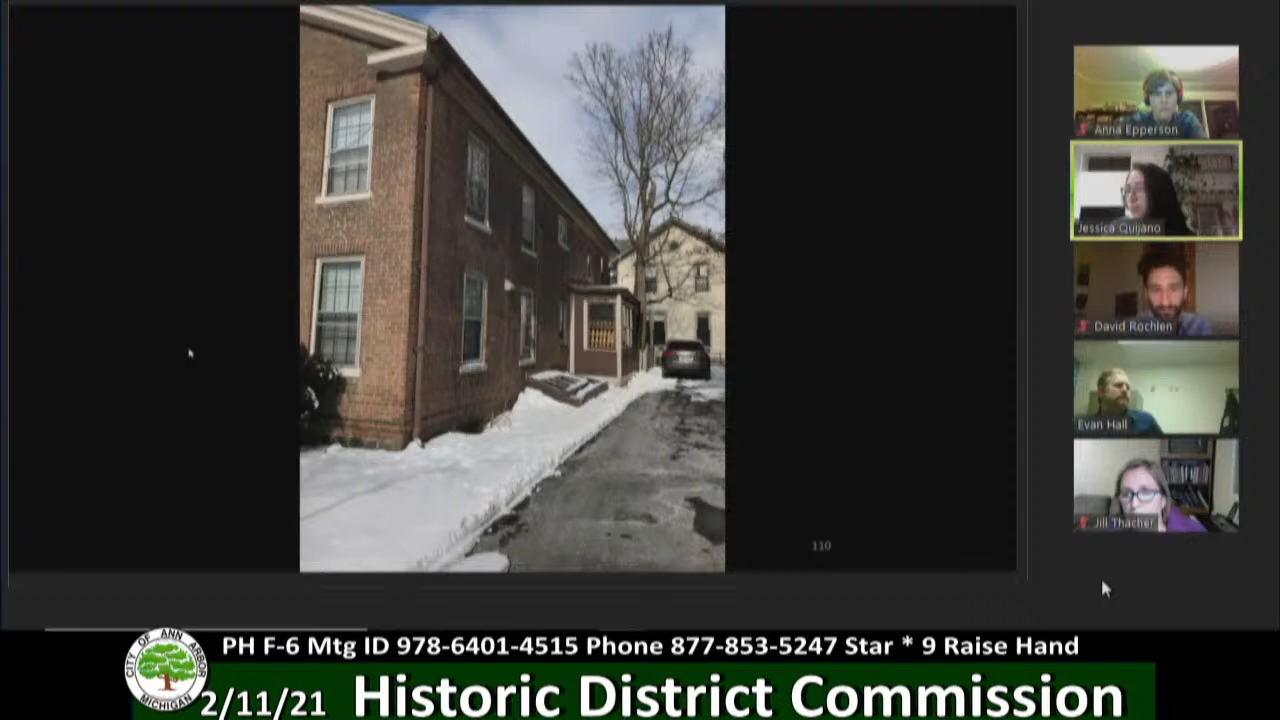 Anna Epperson
Jessica Quijano
David Rochlen
Evan Hall
Jill Thacher
110
PH F-6 Mtg ID 978-6401-4515 Phone 877-853-5247 Star * 9 Raise Hand
CITY OF ANN ARBOR
MICHIGAN
2/11/21 Historic District Commission